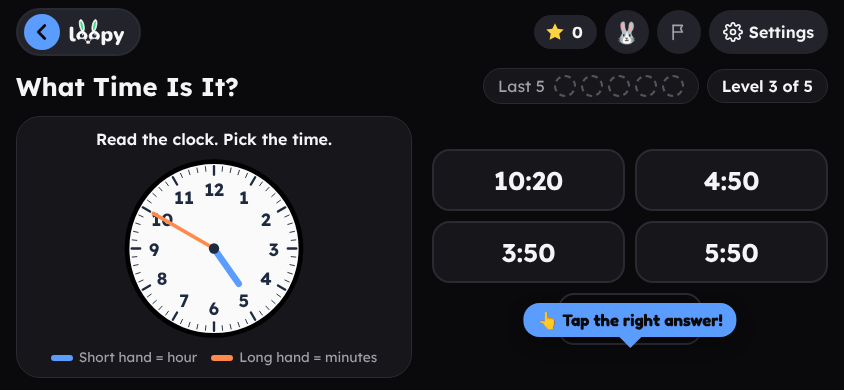 loopy
0
Settings
What Time Is It?
Last 5
Level 3 of 5
Read the clock. Pick the time.
12
11
1
10
2
9
3
8
4
7
5
6
Short hand = hour
Long hand = minutes
10:20
4:50
3:50
5:50
👆 Tap the right answer!